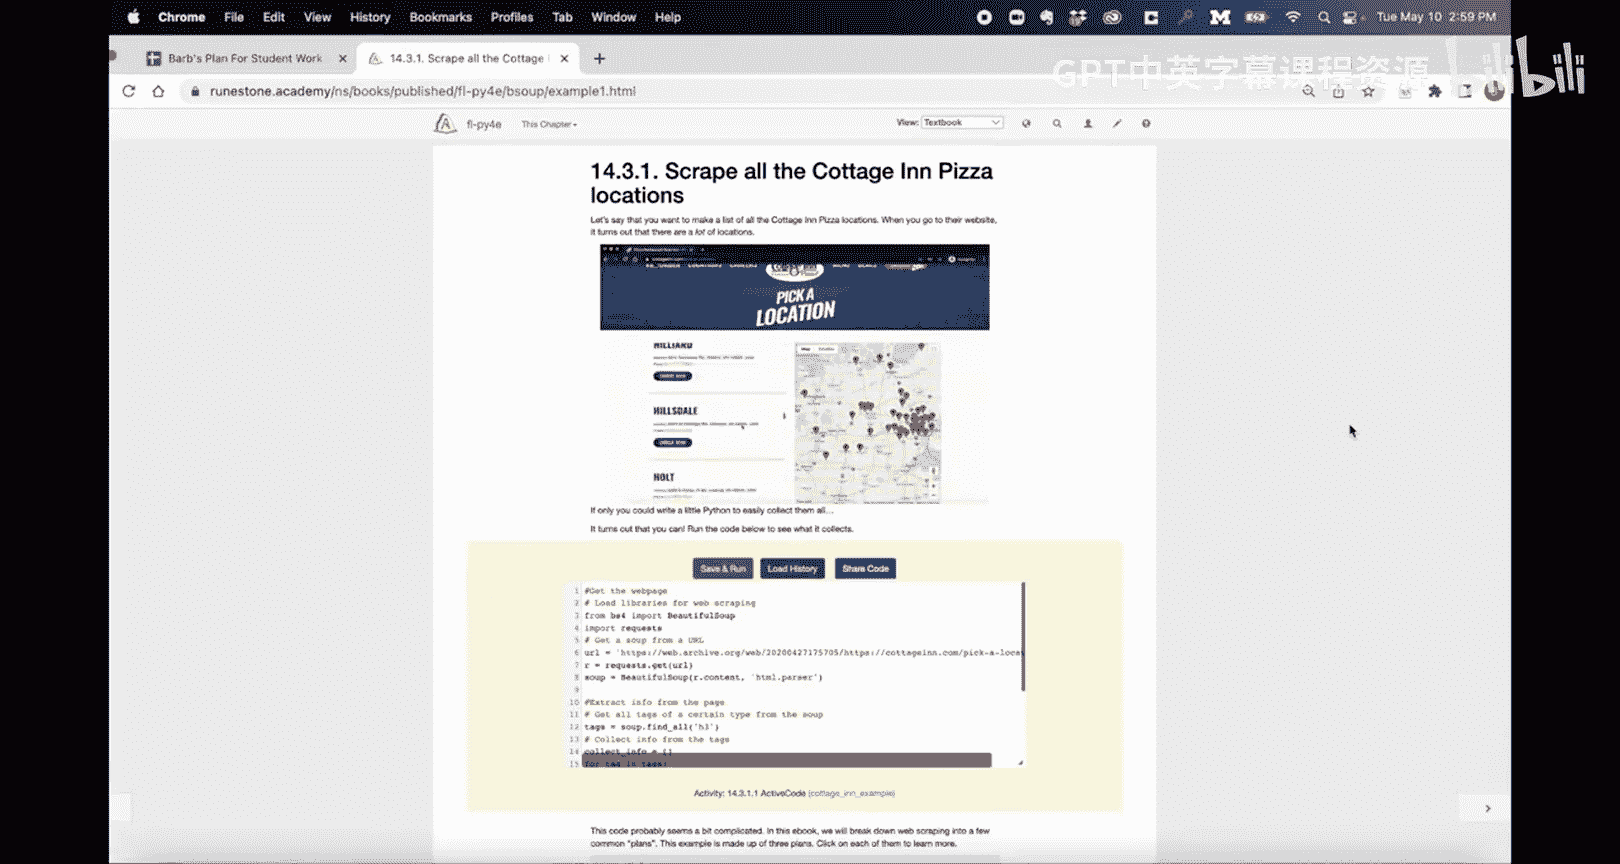 Chrome File Edit View History Bookmarks Profiles Tab Window Help Tue May 10 2:59 PM
Barb's Plan For Student Work 14.3.1. Scrape all the Cottage I
GPT中英字幕课程资源 bilibili
runestone.academy/ns/books/published/fl-py4e/bsoup/example1.html
fl-py4e This Chapter View: Textbook
14.3.1. Scrape all the Cottage Inn Pizza
locations
Let's say that you want to make a list of all the Cottage Inn Pizza locations. When you go to their website,
it turns out that there are a lot of locations.
PICK A
LOCATION
HILLIARD
HILLSDALE
HOLT
If only you could write a little Python to easily collect them all...
It turns out that you can! Run the code below to see what it collects.
Save & Run Load History Share Code
1 #Get the webpage
2 # Load libraries for web scraping
3 from bs4 import BeautifulSoup
4 import requests
5 # Get a soup from a URL
6 url = 'https://web.archive.org/web/20200427175705/https://cottageinn.com/pick-a-locat
7 r = requests.get(url)
8 soup = BeautifulSoup(r.content, 'html.parser')
9
10 #Extract info from the page
11 # Get all tags of a certain type from the soup
12 tags = soup.find_all('h3')
13 # Collect info from the tags
14 collect_info = []
15 for tag in tags:
Activity: 14.3.1.1 ActiveCode (cottage_inn_example)
This code probably seems a bit complicated. In this ebook, we will break down web scraping into a few
common "plans". This example is made up of three plans. Click on each of them to learn more.